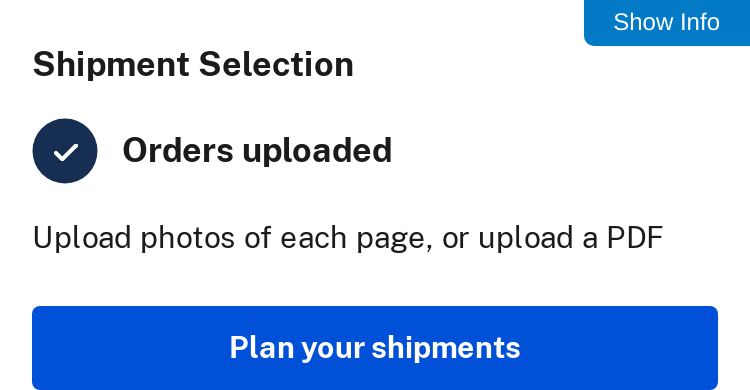 Show Info
Shipment Selection
Orders uploaded
Upload photos of each page, or upload a PDF
Plan your shipments